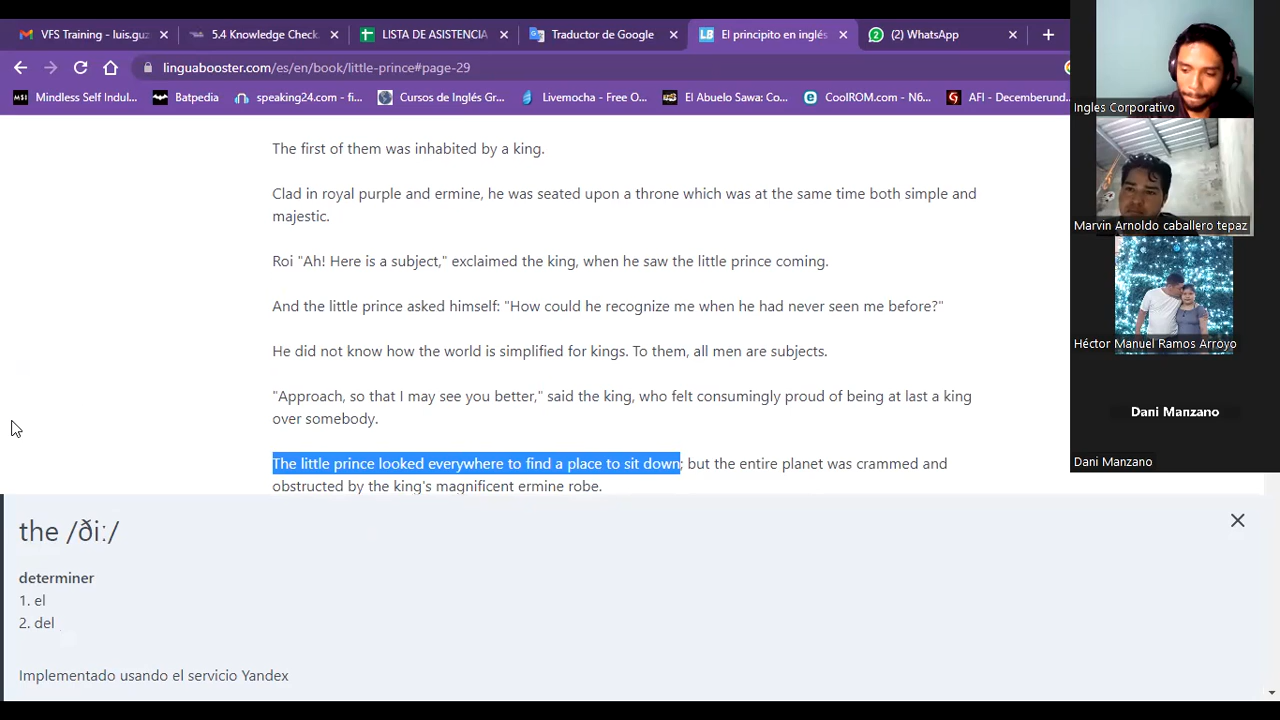 VFS Training - luis.guz
5.4 Knowledge Check.
LISTA DE ASISTENCIA
Traductor de Google
LB
El principito en inglés
2
(2) WhatsApp
linguabooster.com/es/en/book/little-prince#page-29
MSI
Mindless Self Indul...
Batpedia
speaking24.com - fi...
Cursos de Inglés Gr...
Livemocha - Free O...
El Abuelo Sawa: Co...
CoolROM.com - N6...
AFI - Decemberund...
The first of them was inhabited by a king.
Clad in royal purple and ermine, he was seated upon a throne which was at the same time both simple and
majestic.
Roi "Ah! Here is a subject," exclaimed the king, when he saw the little prince coming.
And the little prince asked himself: "How could he recognize me when he had never seen me before?"
He did not know how the world is simplified for kings. To them, all men are subjects.
"Approach, so that I may see you better," said the king, who felt consumingly proud of being at last a king
over somebody.
The little prince looked everywhere to find a place to sit down; but the entire planet was crammed and
obstructed by the king's magnificent ermine robe.
the /ði:/
determiner
1. el
2. del
Implementado usando el servicio Yandex
Ingles Corporativo
Marvin Arnoldo caballero tepaz
Héctor Manuel Ramos Arroyo
Dani Manzano
Dani Manzano